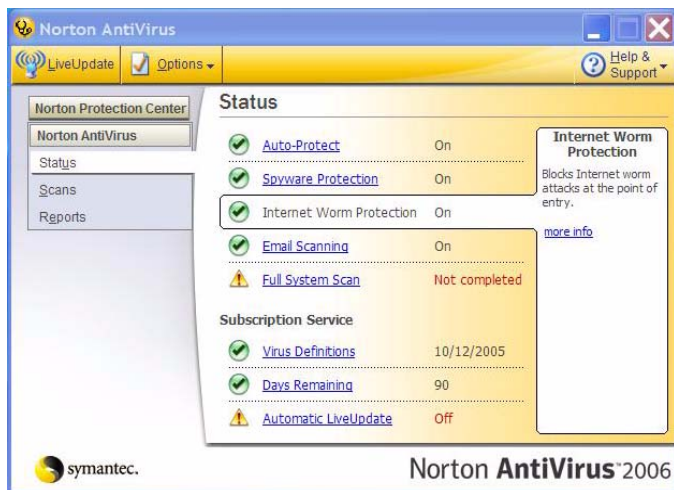 Norton AntiVirus
LiveUpdate Options Help & Support
Norton Protection Center
Norton AntiVirus
Status
Scans
Reports
Status
Auto-Protect On
Spyware Protection On
Internet Worm Protection On
Email Scanning On
Full System Scan Not completed
Subscription Service
Virus Definitions 10/12/2005
Days Remaining 90
Automatic LiveUpdate Off
Internet Worm
Protection
Blocks Internet worm
attacks at the point of
entry.
more info
symantec.
Norton AntiVirus™2006